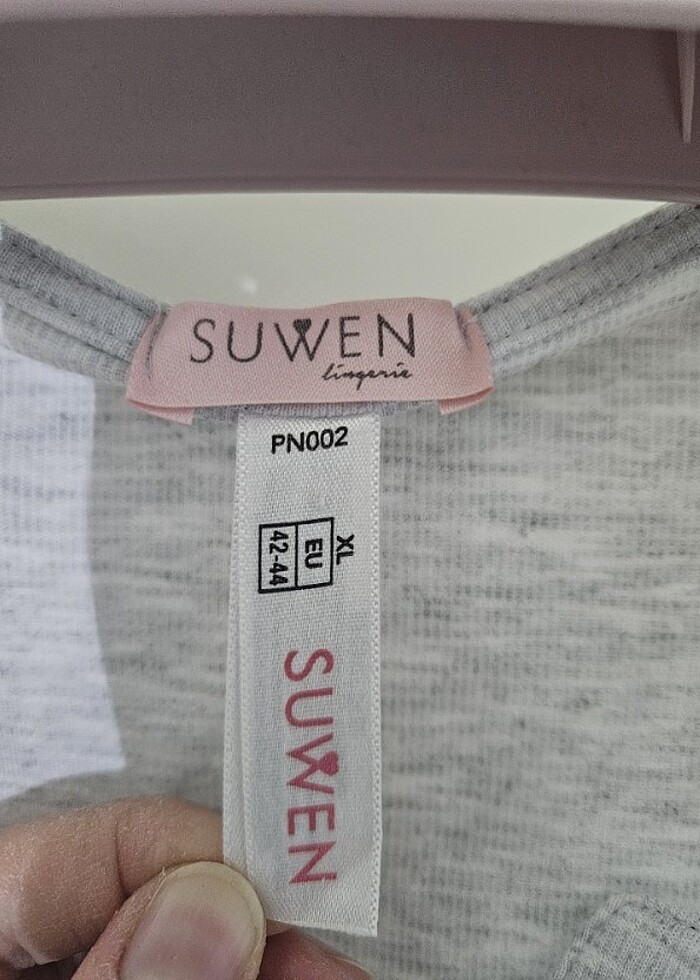 SUWEN
lingerie
PN002
XL
EU
42-44
SUWEN